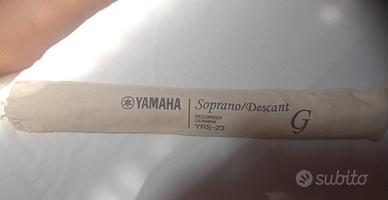 YAMAHA
Soprano/Descant
RECORDER
GERMAN
YRS-23
G
subito